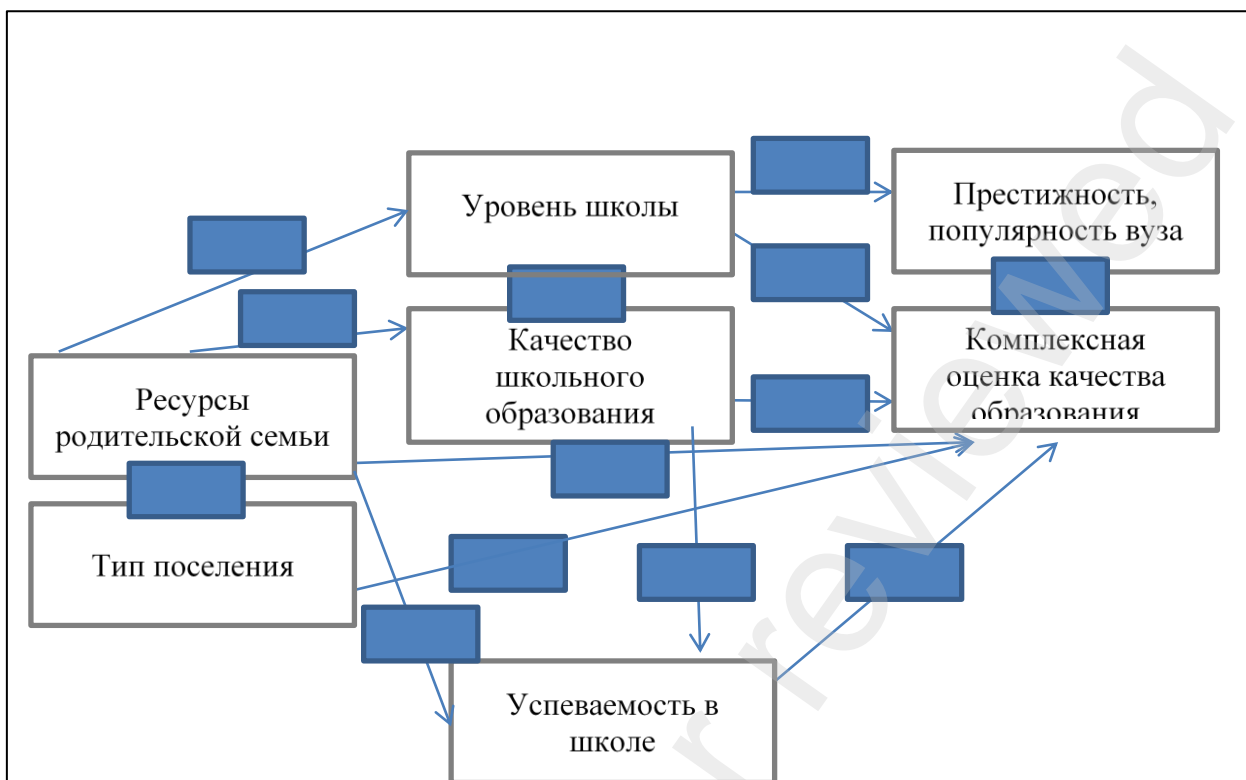 Уровень школы
Престижность,
популярность вуза
Качество
школьного
образования
Комплексная
оценка качества
образования
Ресурсы
родительской семьи
Тип поселения
Успеваемость в
школе
r reviewed